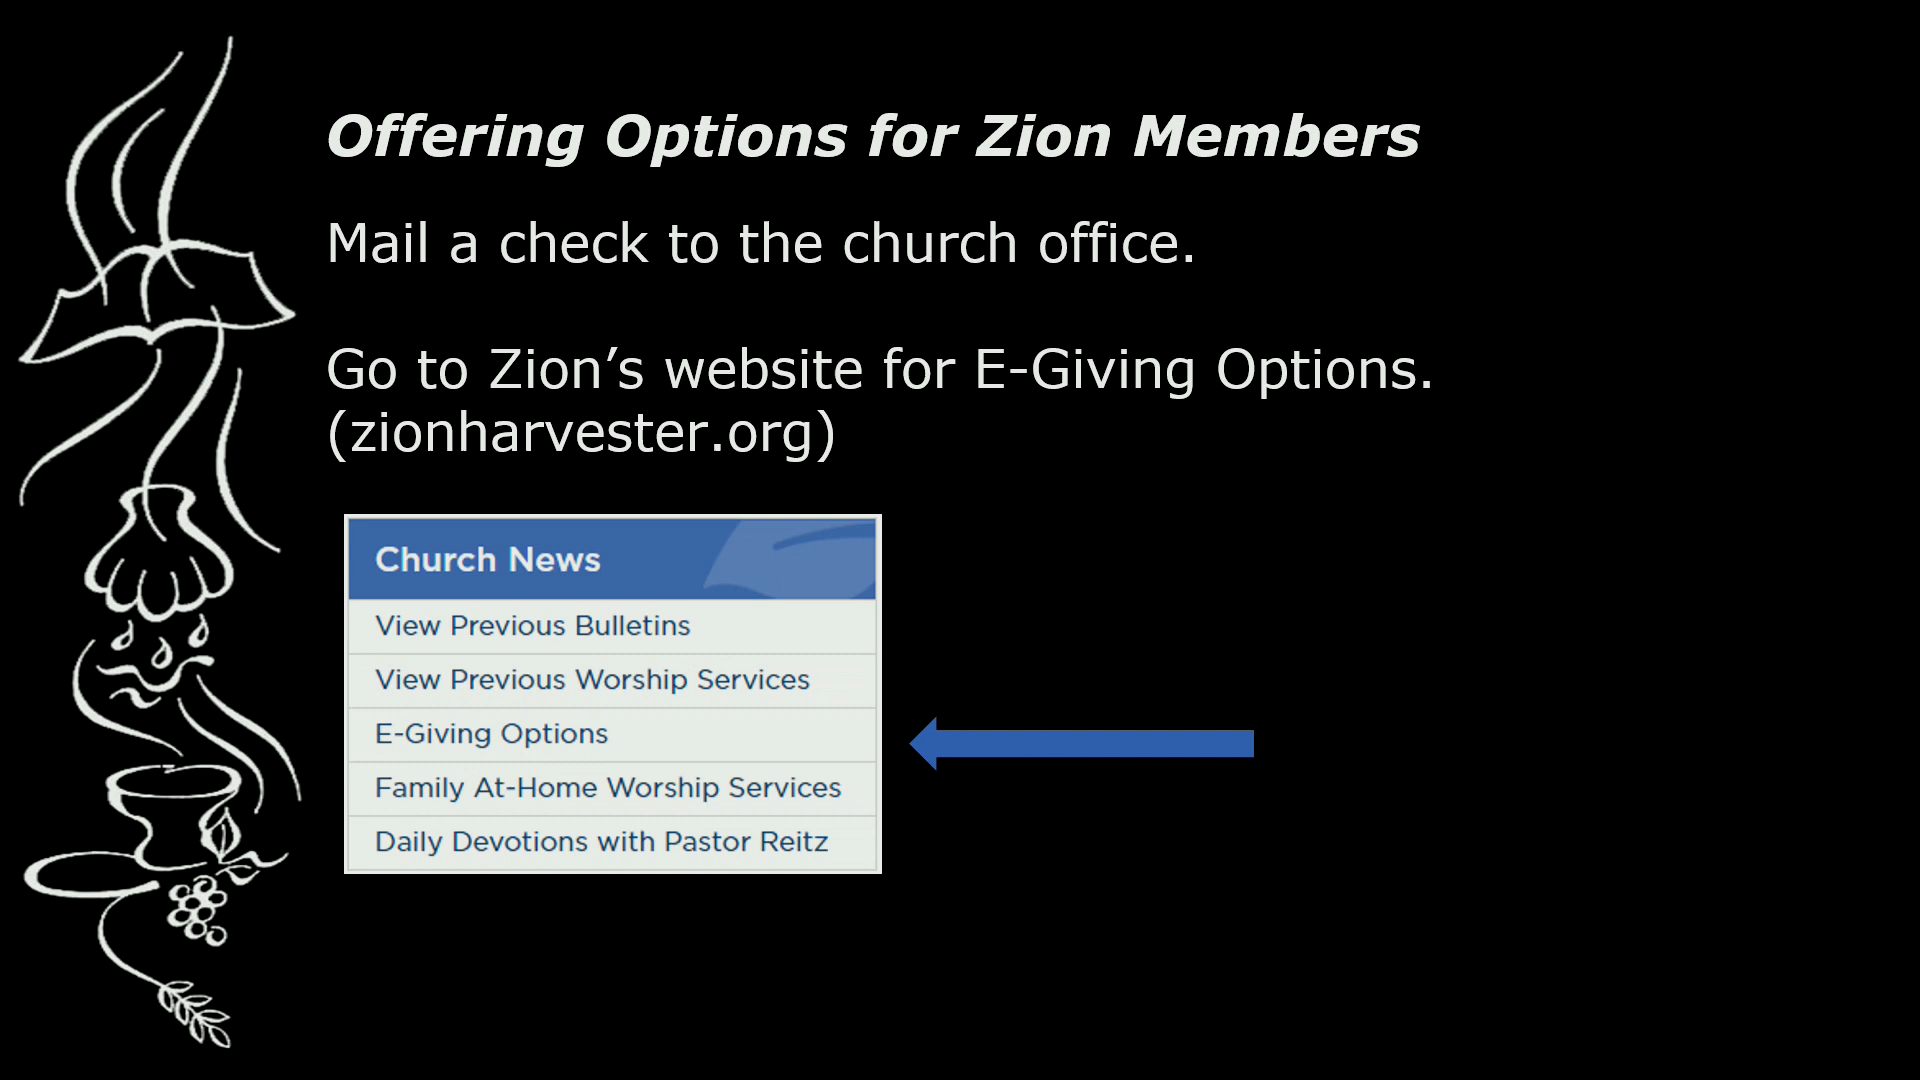 Offering Options for Zion Members
Mail a check to the church office.
Go to Zion’s website for E-Giving Options.
(zionharvester.org)
Church News
View Previous Bulletins
View Previous Worship Services
E-Giving Options
Family At-Home Worship Services
Daily Devotions with Pastor Reitz